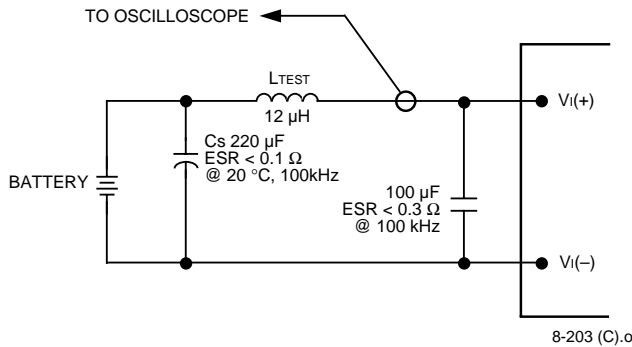 TO OSCILLOSCOPE
LTEST
12 µH
VI(+)
Cs 220 µF
ESR < 0.1 Ω
@ 20 °C, 100kHz
BATTERY
100 µF
ESR < 0.3 Ω
@ 100 kHz
VI(–)
8-203 (C).o